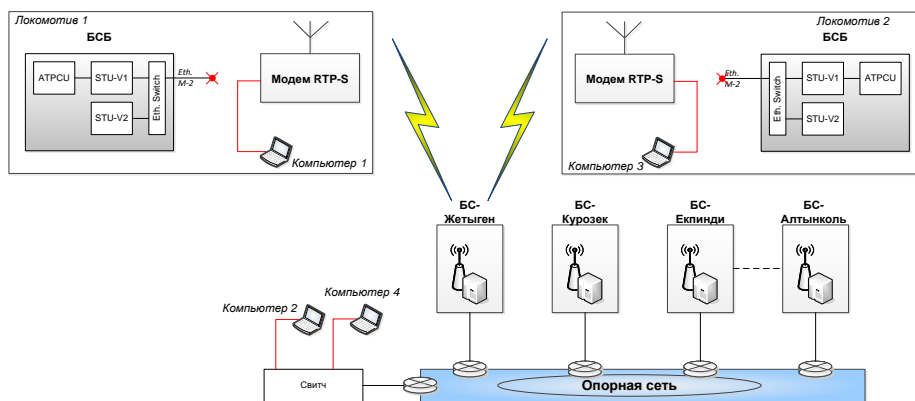 Локомотив 1
БСБ
ATPCU
STU-V1
STU-V2
Eth. Switch
Eth.
M-2
Модем RTP-S
Компьютер 1
Локомотив 2
БСБ
Модем RTP-S
Eth.
M-2
Eth. Switch
STU-V1
ATPCU
STU-V2
Компьютер 3
БС-
Жетыген
БС-
Курозек
БС-
Екпинди
БС-
Алтынколь
Компьютер 2
Компьютер 4
Свитч
Опорная сеть